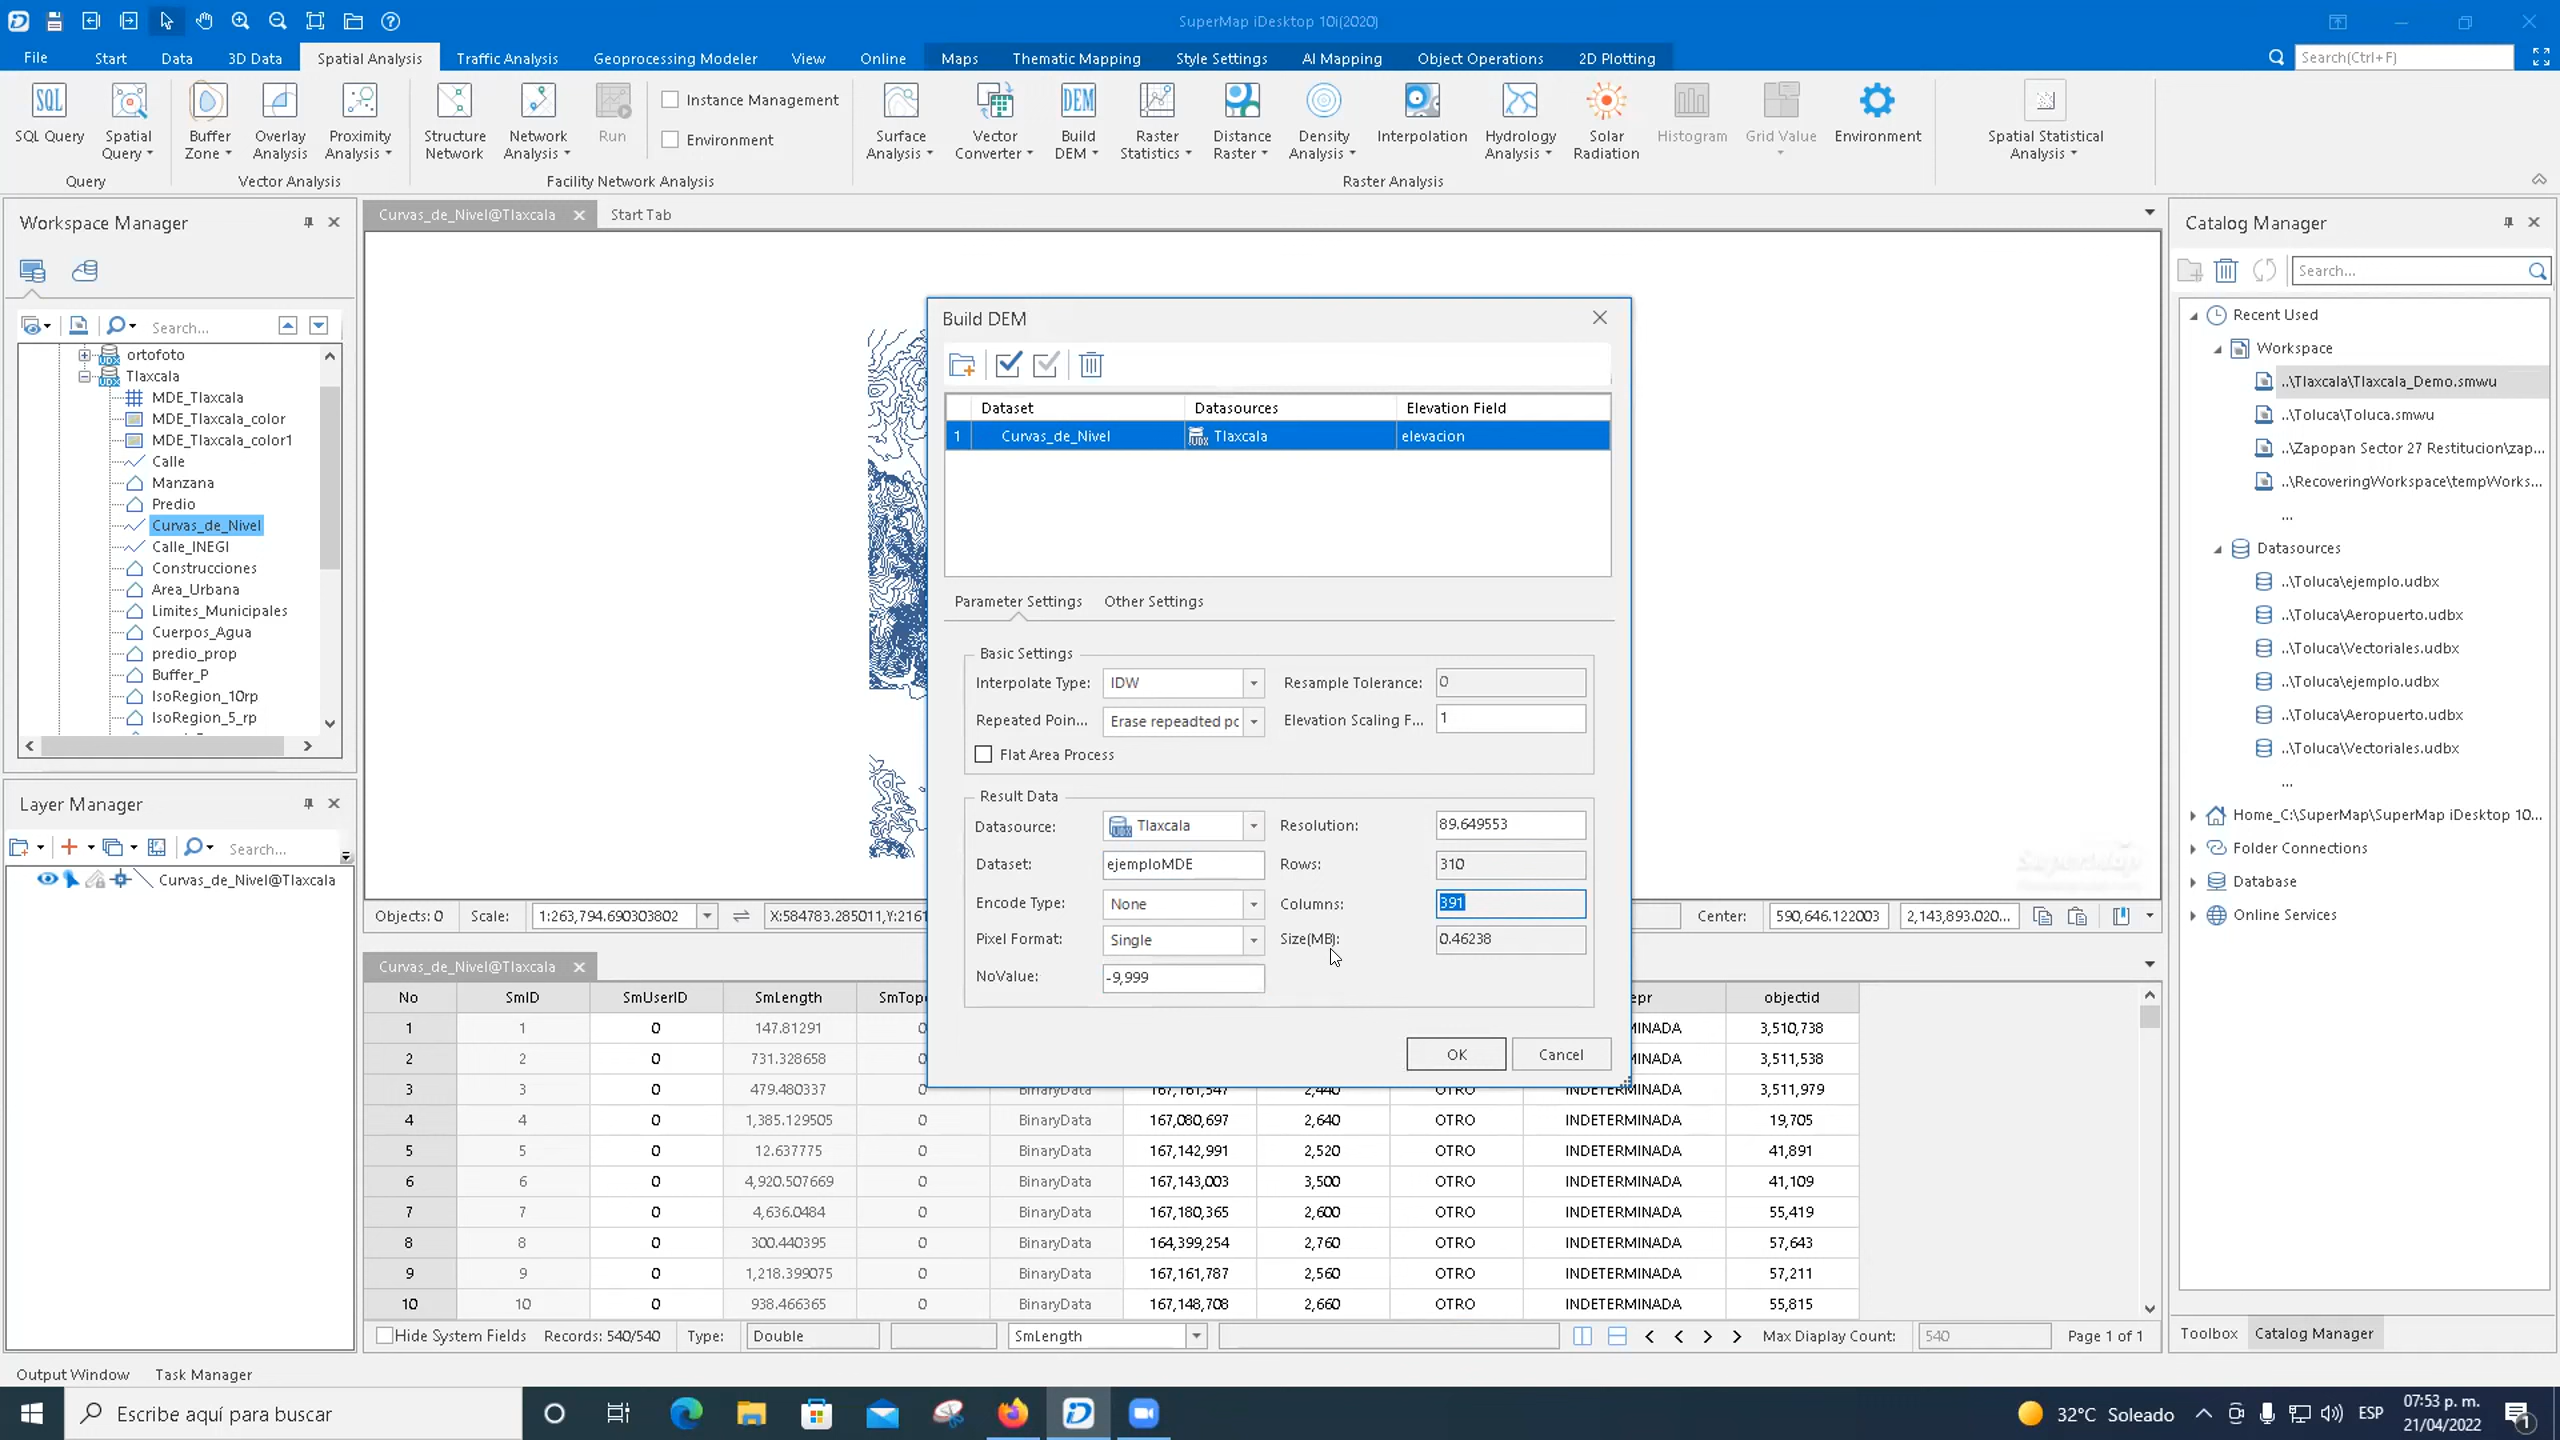 SuperMap iDesktop 10i(2020)
File Start Data 3D Data Spatial Analysis Traffic Analysis Geoprocessing Modeler View Online Maps Thematic Mapping Style Settings AI Mapping Object Operations 2D Plotting Search(Ctrl+F)
SQL Query Spatial Query Buffer Zone Overlay Analysis Proximity Analysis Structure Network Network Analysis Run Instance Management Environment Surface Analysis Vector Converter Build DEM Raster Statistics Distance Raster Density Analysis Interpolation Hydrology Analysis Solar Radiation Histogram Grid Value Environment Spatial Statistical Analysis
Query Vector Analysis Facility Network Analysis Raster Analysis
Workspace Manager
Search...
ortofoto
Tlaxcala
MDE_Tlaxcala
MDE_Tlaxcala_color
MDE_Tlaxcala_color1
Calle
Manzana
Predio
Curvas_de_Nivel
Calle_INEGI
Construcciones
Area_Urbana
Limites_Municipales
Cuerpos_Agua
predio_prop
Buffer_P
IsoRegion_10rp
IsoRegion_5_rp
Layer Manager
Search...
Curvas_de_Nivel@Tlaxcala
Curvas_de_Nivel@Tlaxcala Start Tab
Build DEM
Dataset Datasources Elevation Field
1 Curvas_de_Nivel Tlaxcala elevacion
Parameter Settings Other Settings
Basic Settings
Interpolate Type: IDW Resample Tolerance: 0
Repeated Poin... Erase repeadted pc Elevation Scaling F... 1
Flat Area Process
Result Data
Datasource: Tlaxcala Resolution: 89.649553
Dataset: ejemploMDE Rows: 310
Encode Type: None Columns: 391
Pixel Format: Single Size(MB): 0.46238
NoValue: -9,999
OK Cancel
SuperMap
Objects: 0 Scale: 1:263,794.690303802 X:584783.285011,Y:2161 Center: 590,646.122003 2,143,893.020...
Curvas_de_Nivel@Tlaxcala
No SmID SmUserID SmLength SmTop epr objectid
1 1 0 147.81291 0 MINADA 3,510,738
2 2 0 731.328658 0 MINADA 3,511,538
3 3 0 479.480337 0 BinaryData 167,161,547 2,440 OTRO INDETERMINADA 3,511,979
4 4 0 1,385.129505 0 BinaryData 167,080,697 2,640 OTRO INDETERMINADA 19,705
5 5 0 12.637775 0 BinaryData 167,142,991 2,520 OTRO INDETERMINADA 41,891
6 6 0 4,920.507669 0 BinaryData 167,143,003 3,500 OTRO INDETERMINADA 41,109
7 7 0 4,636.0484 0 BinaryData 167,180,365 2,600 OTRO INDETERMINADA 55,419
8 8 0 300.440395 0 BinaryData 164,399,254 2,760 OTRO INDETERMINADA 57,643
9 9 0 1,218.399075 0 BinaryData 167,161,787 2,560 OTRO INDETERMINADA 57,211
10 10 0 938.466365 0 BinaryData 167,148,708 2,660 OTRO INDETERMINADA 55,815
Hide System Fields Records: 540/540 Type: Double SmLength Max Display Count: 540 Page 1 of 1
Catalog Manager
Search...
Recent Used
Workspace
..\Tlaxcala\Tlaxcala_Demo.smwu
..\Toluca\Toluca.smwu
..\Zapopan Sector 27 Restitucion\zap...
..\RecoveringWorkspace\tempWorks...
...
Datasources
..\Toluca\ejemplo.udbx
..\Toluca\Aeropuerto.udbx
..\Toluca\Vectoriales.udbx
..\Toluca\ejemplo.udbx
..\Toluca\Aeropuerto.udbx
..\Toluca\Vectoriales.udbx
...
Home_C:\SuperMap\SuperMap iDesktop 10...
Folder Connections
Database
Online Services
Toolbox Catalog Manager
Output Window Task Manager
Escribe aquí para buscar
32°C Soleado ESP 07:53 p. m.
21/04/2022
1